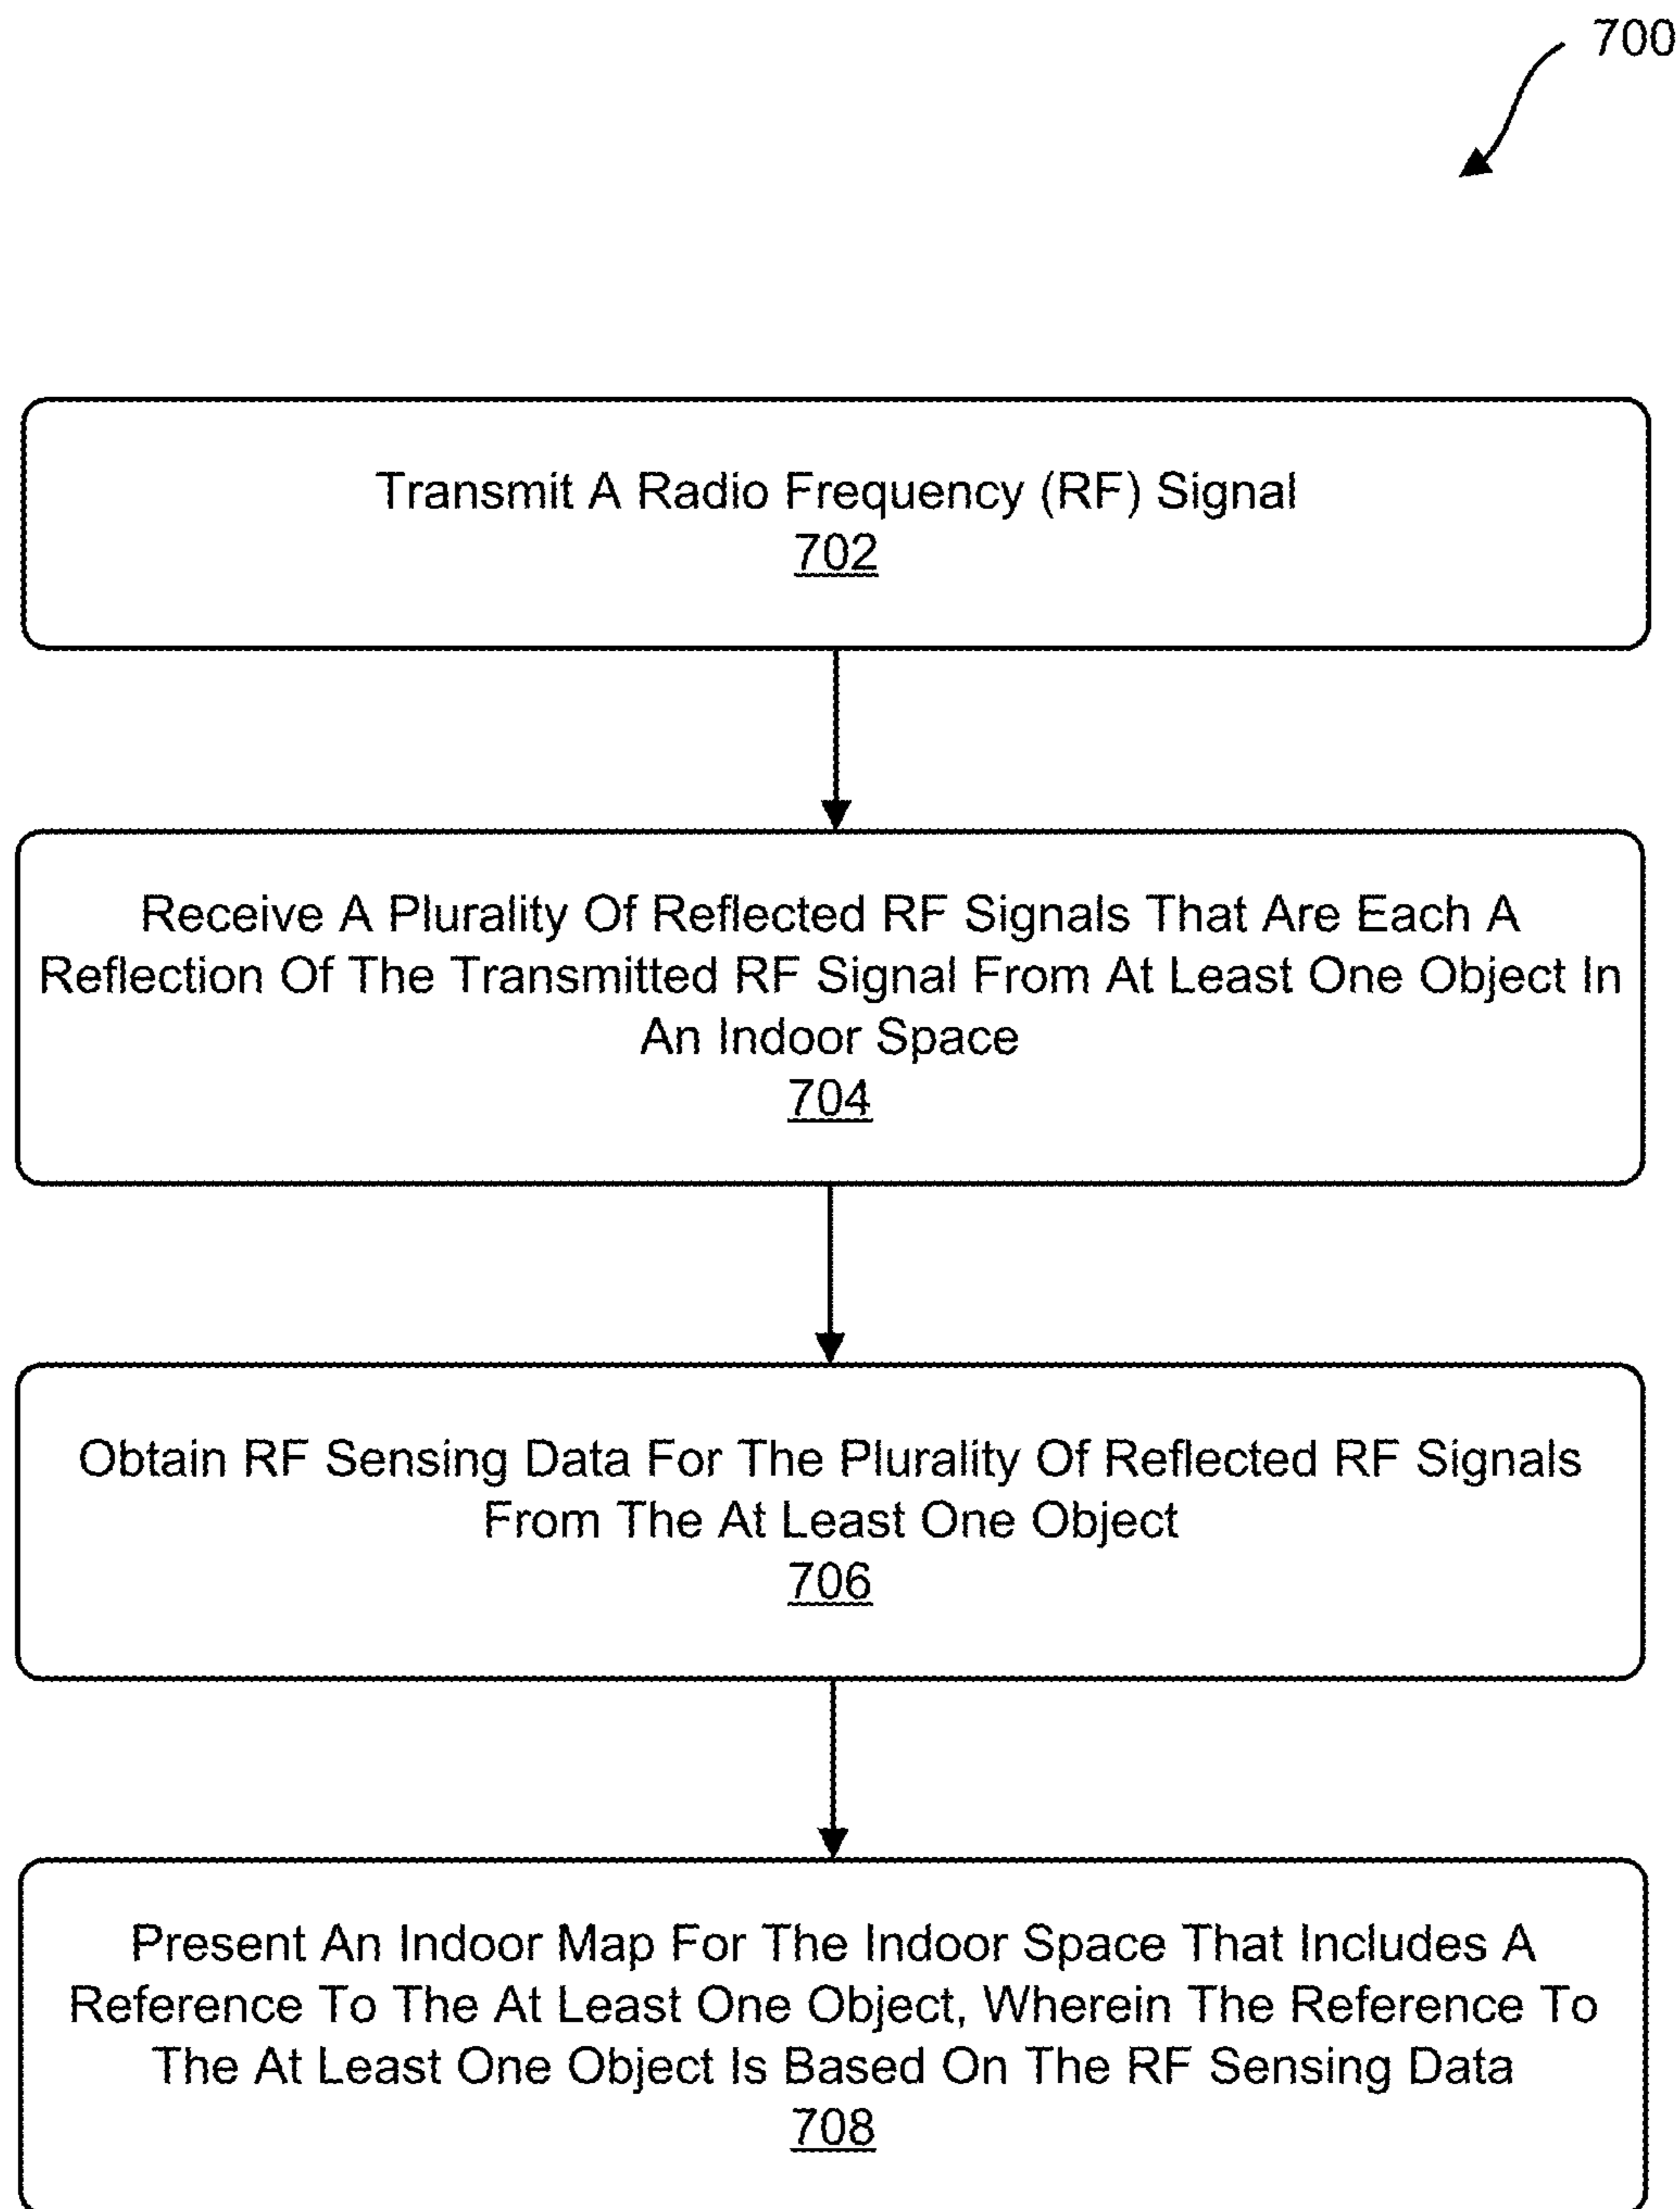 700
Transmit A Radio Frequency (RF) Signal
702
Receive A Plurality Of Reflected RF Signals That Are Each A
Reflection Of The Transmitted RF Signal From At Least One Object In
An Indoor Space
704
Obtain RF Sensing Data For The Plurality Of Reflected RF Signals
From The At Least One Object
706
Present An Indoor Map For The Indoor Space That Includes A
Reference To The At Least One Object, Wherein The Reference To
The At Least One Object Is Based On The RF Sensing Data
708